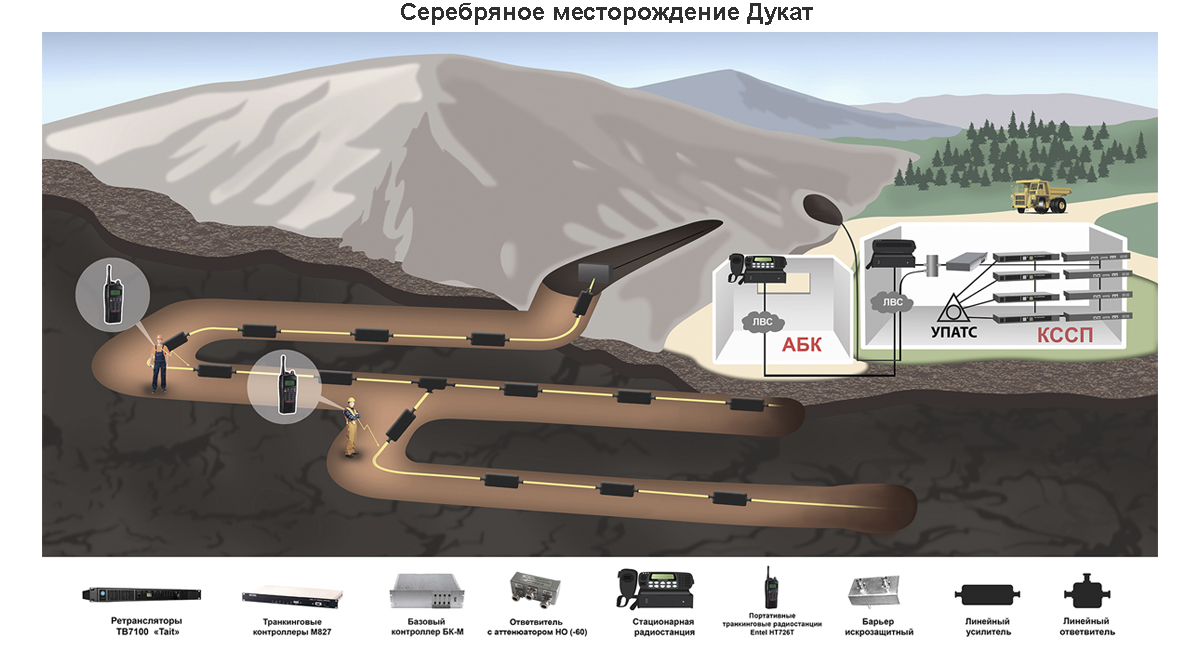 Серебряное месторождение Дукат
ЛВС
АБК
ЛВС
УПАТС
КССП
Ретрансляторы
ТВ7100 «Tait»
Транкинговые
контроллеры М827
Базовый
контроллер БК-М
Ответвитель
с аттенюатором НО (-60)
Стационарная
радиостанция
Портативные
транкинговые радиостанции
Entel HT726T
Барьер
искрозащитный
Линейный
усилитель
Линейный
ответвитель